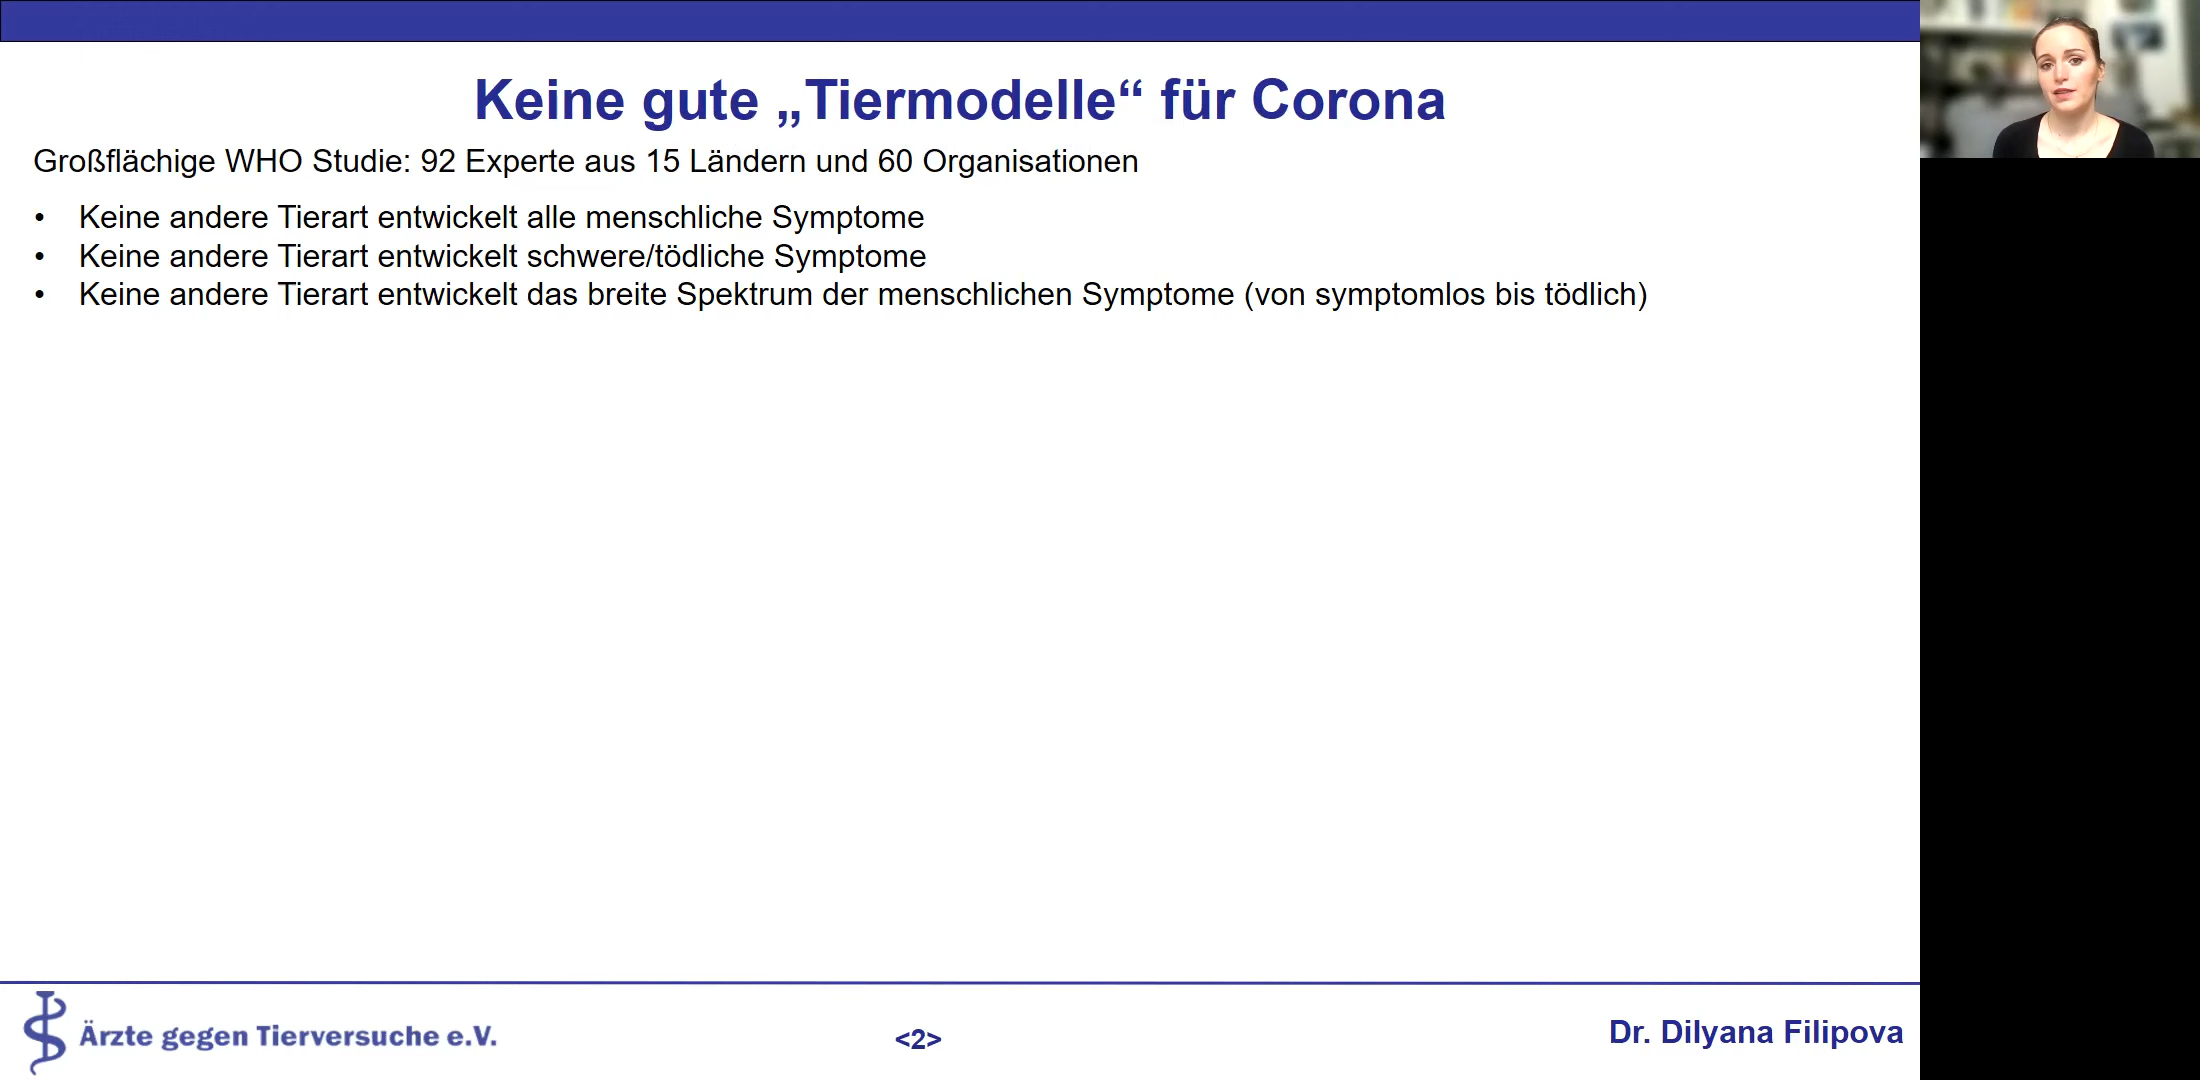 Keine gute „Tiermodelle“ für Corona
Großflächige WHO Studie: 92 Experte aus 15 Ländern und 60 Organisationen
• Keine andere Tierart entwickelt alle menschliche Symptome
• Keine andere Tierart entwickelt schwere/tödliche Symptome
• Keine andere Tierart entwickelt das breite Spektrum der menschlichen Symptome (von symptomlos bis tödlich)
Ärzte gegen Tierversuche e.V.
<2>
Dr. Dilyana Filipova